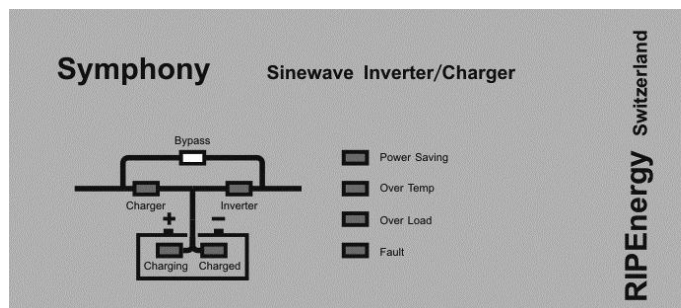 Symphony
Sinewave Inverter/Charger
Bypass
Charger
Inverter
+
−
Charging
Charged
Power Saving
Over Temp
Over Load
Fault
RIPEnergy Switzerland